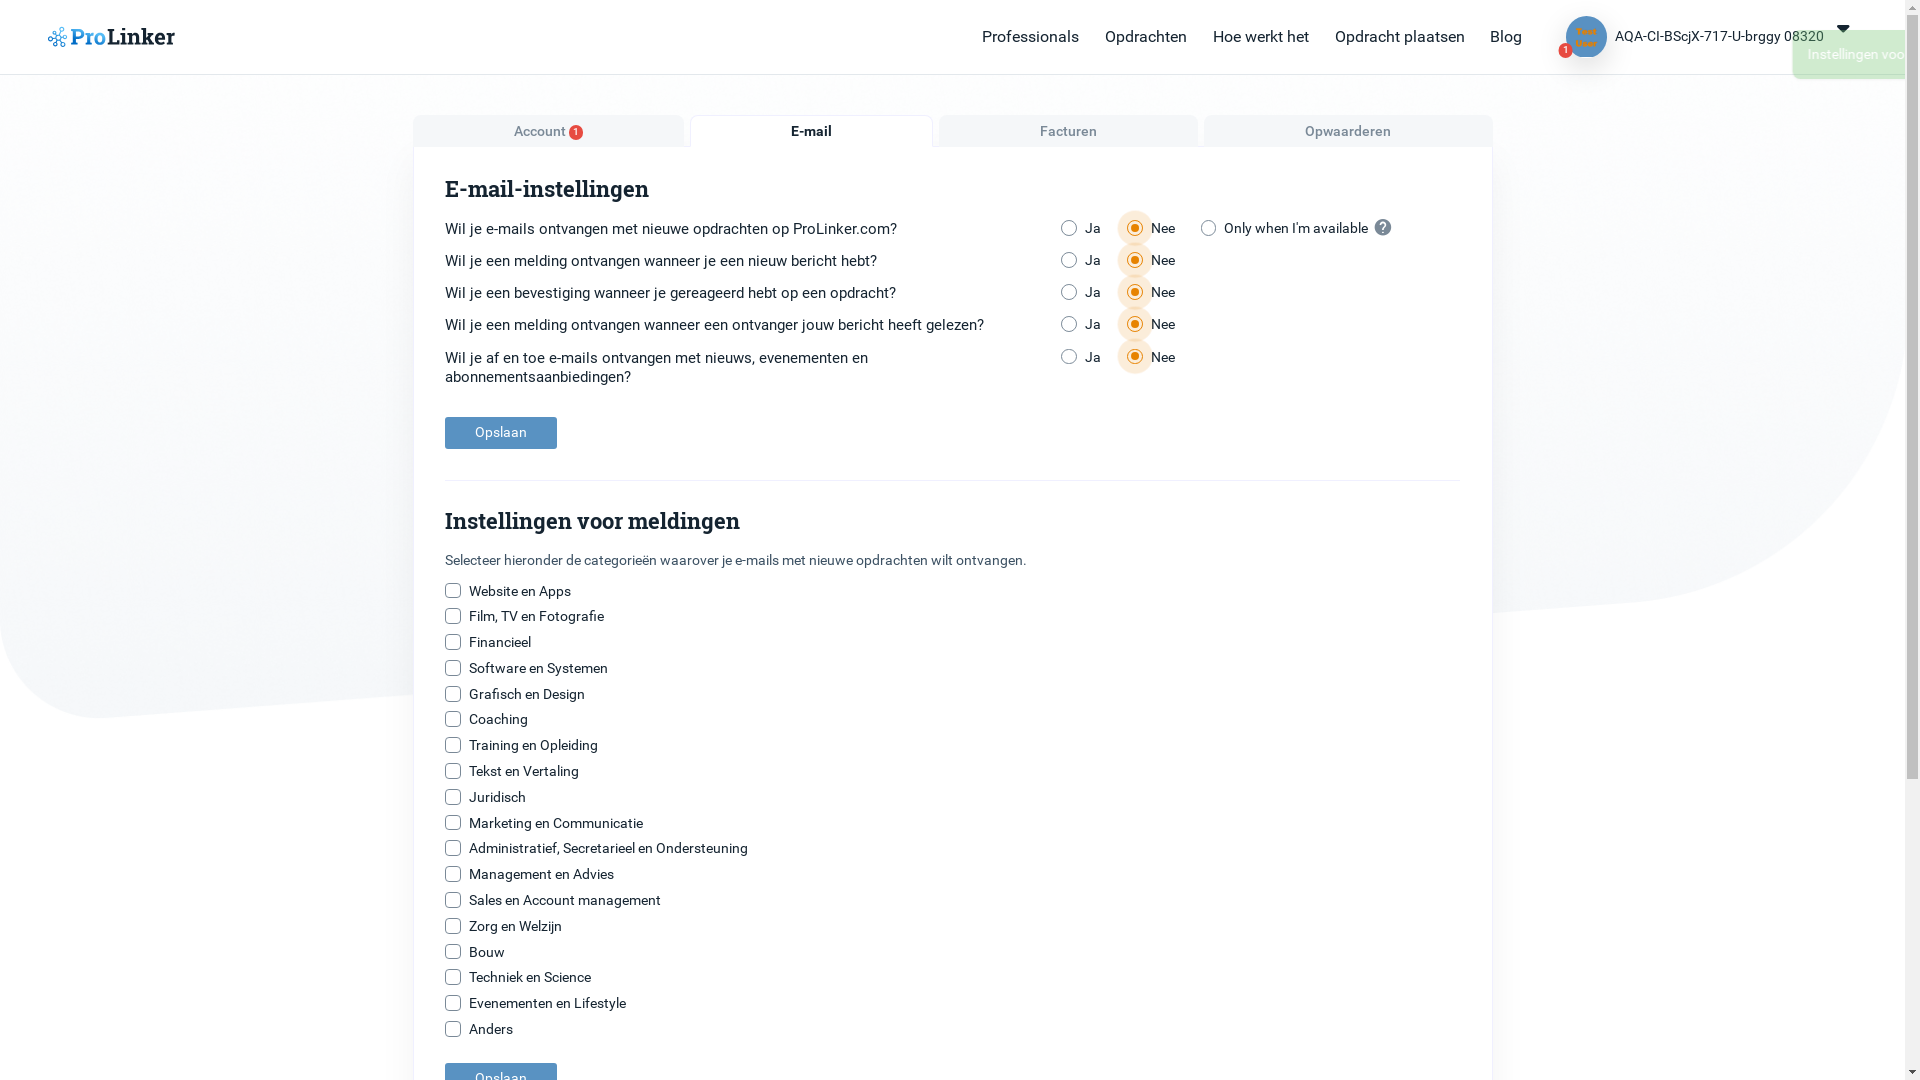 ProLinker
Professionals Opdrachten Hoe werkt het Opdracht plaatsen Blog
Test User
1
AQA-CI-BScjX-717-U-brggy 08320
Instellingen voo
Account 1
E-mail
Facturen
Opwaarderen
E-mail-instellingen
Wil je e-mails ontvangen met nieuwe opdrachten op ProLinker.com? Ja Nee Only when I'm available ?
Wil je een melding ontvangen wanneer je een nieuw bericht hebt? Ja Nee
Wil je een bevestiging wanneer je gereageerd hebt op een opdracht? Ja Nee
Wil je een melding ontvangen wanneer een ontvanger jouw bericht heeft gelezen? Ja Nee
Wil je af en toe e-mails ontvangen met nieuws, evenementen en Ja Nee
abonnementsaanbiedingen?
Opslaan
Instellingen voor meldingen
Selecteer hieronder de categorieën waarover je e-mails met nieuwe opdrachten wilt ontvangen.
Website en Apps
Film, TV en Fotografie
Financieel
Software en Systemen
Grafisch en Design
Coaching
Training en Opleiding
Tekst en Vertaling
Juridisch
Marketing en Communicatie
Administratief, Secretarieel en Ondersteuning
Management en Advies
Sales en Account management
Zorg en Welzijn
Bouw
Techniek en Science
Evenementen en Lifestyle
Anders
Opslaan